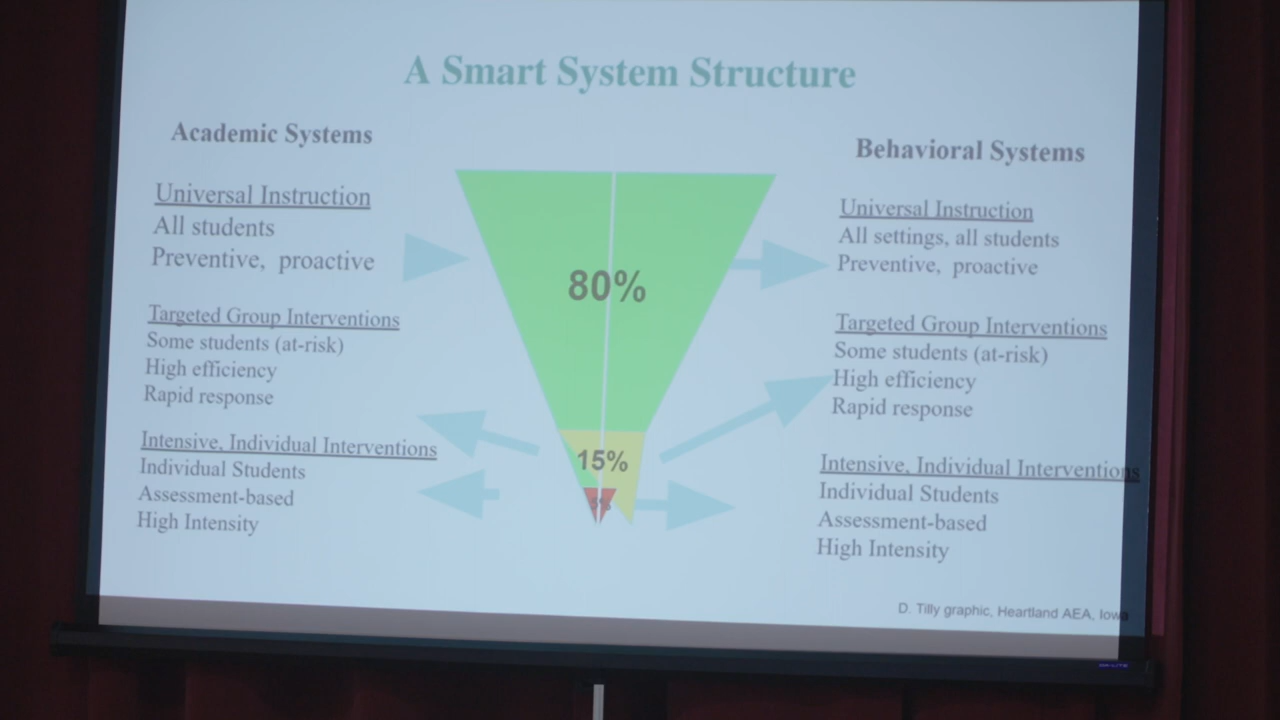 A Smart System Structure
Academic Systems
Universal Instruction
All students
Preventive, proactive
Targeted Group Interventions
Some students (at-risk)
High efficiency
Rapid response
Intensive, Individual Interventions
Individual Students
Assessment-based
High Intensity
80%
15%
Behavioral Systems
Universal Instruction
All settings, all students
Preventive, proactive
Targeted Group Interventions
Some students (at-risk)
High efficiency
Rapid response
Intensive, Individual Interventions
Individual Students
Assessment-based
High Intensity
D. Tilly graphic, Heartland AEA, Iowa
DA-LITE